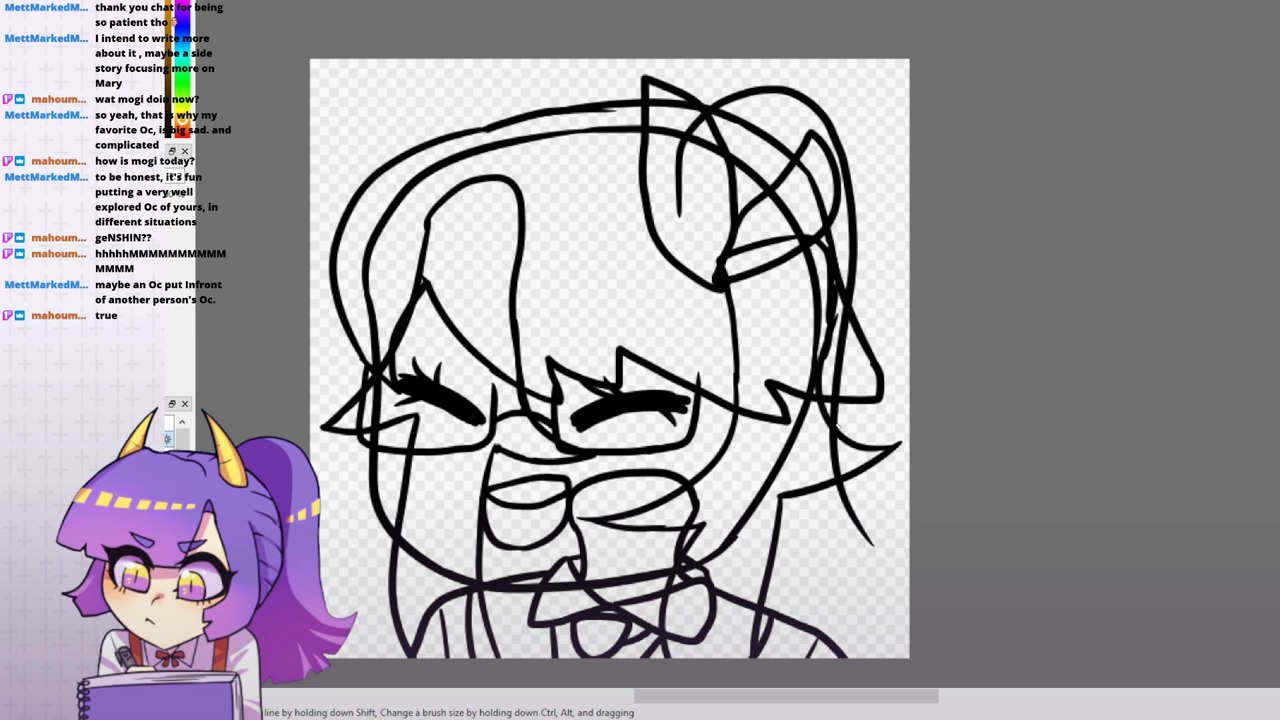 MettMarkedM... thank you chat for being
so patient tho
MettMarkedM... I intend to write more
about it , maybe a side
story focusing more on
Mary
mahoum... wat mogi doin now?
MettMarkedM... so yeah, that is why my
favorite Oc, is big sad. and
complicated
mahoum... how is mogi today?
MettMarkedM... to be honest, it's fun
putting a very well
explored Oc of yours, in
different situations
mahoum... geNSHIN??
mahoum... hhhhhMMMMMMMMMM
MMMM
MettMarkedM... maybe an Oc put Infront
of another person's Oc.
mahoum... true
line by holding down Shift, Change a brush size by holding down Ctrl, Alt, and dragging